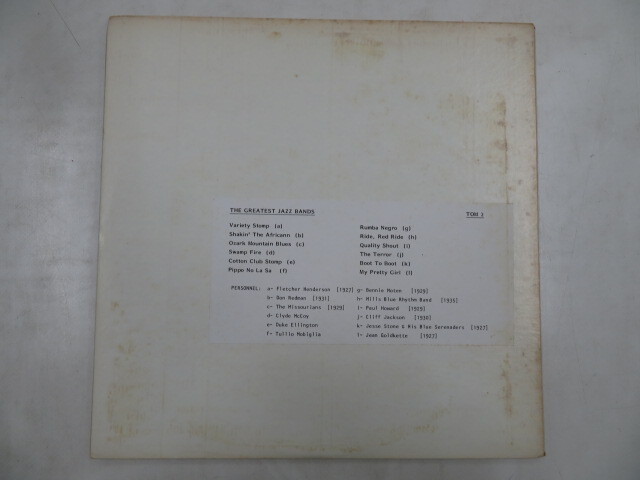 THE GREATEST JAZZ BANDS
TOM 1
Variety Stomp (a)
Shakin' The Africann (b)
Ozark Mountain Blues (c)
Swamp Fire (d)
Cotton Club Stomp (e)
Pippo No La Sa (f)
Rumba Negro (g)
Ride, Red Ride (h)
Quality Shout (i)
The Terror (j)
Boot To Boot (k)
My Pretty Girl (l)
PERSONNEL: a- Fletcher Henderson [1927]
b- Don Redman [1931]
c- The Missourians [1929]
d- Clyde McCoy
e- Duke Ellington
f- Tullio Mobiglia
g- Bennie Moten [1929]
h- Mills Blue Rhythm Band [1935]
i- Paul Howard [1929]
j- Cliff Jackson [1930]
k- Jesse Stone & His Blue Serenaders [1927]
l- Jean Goldkette [1927]